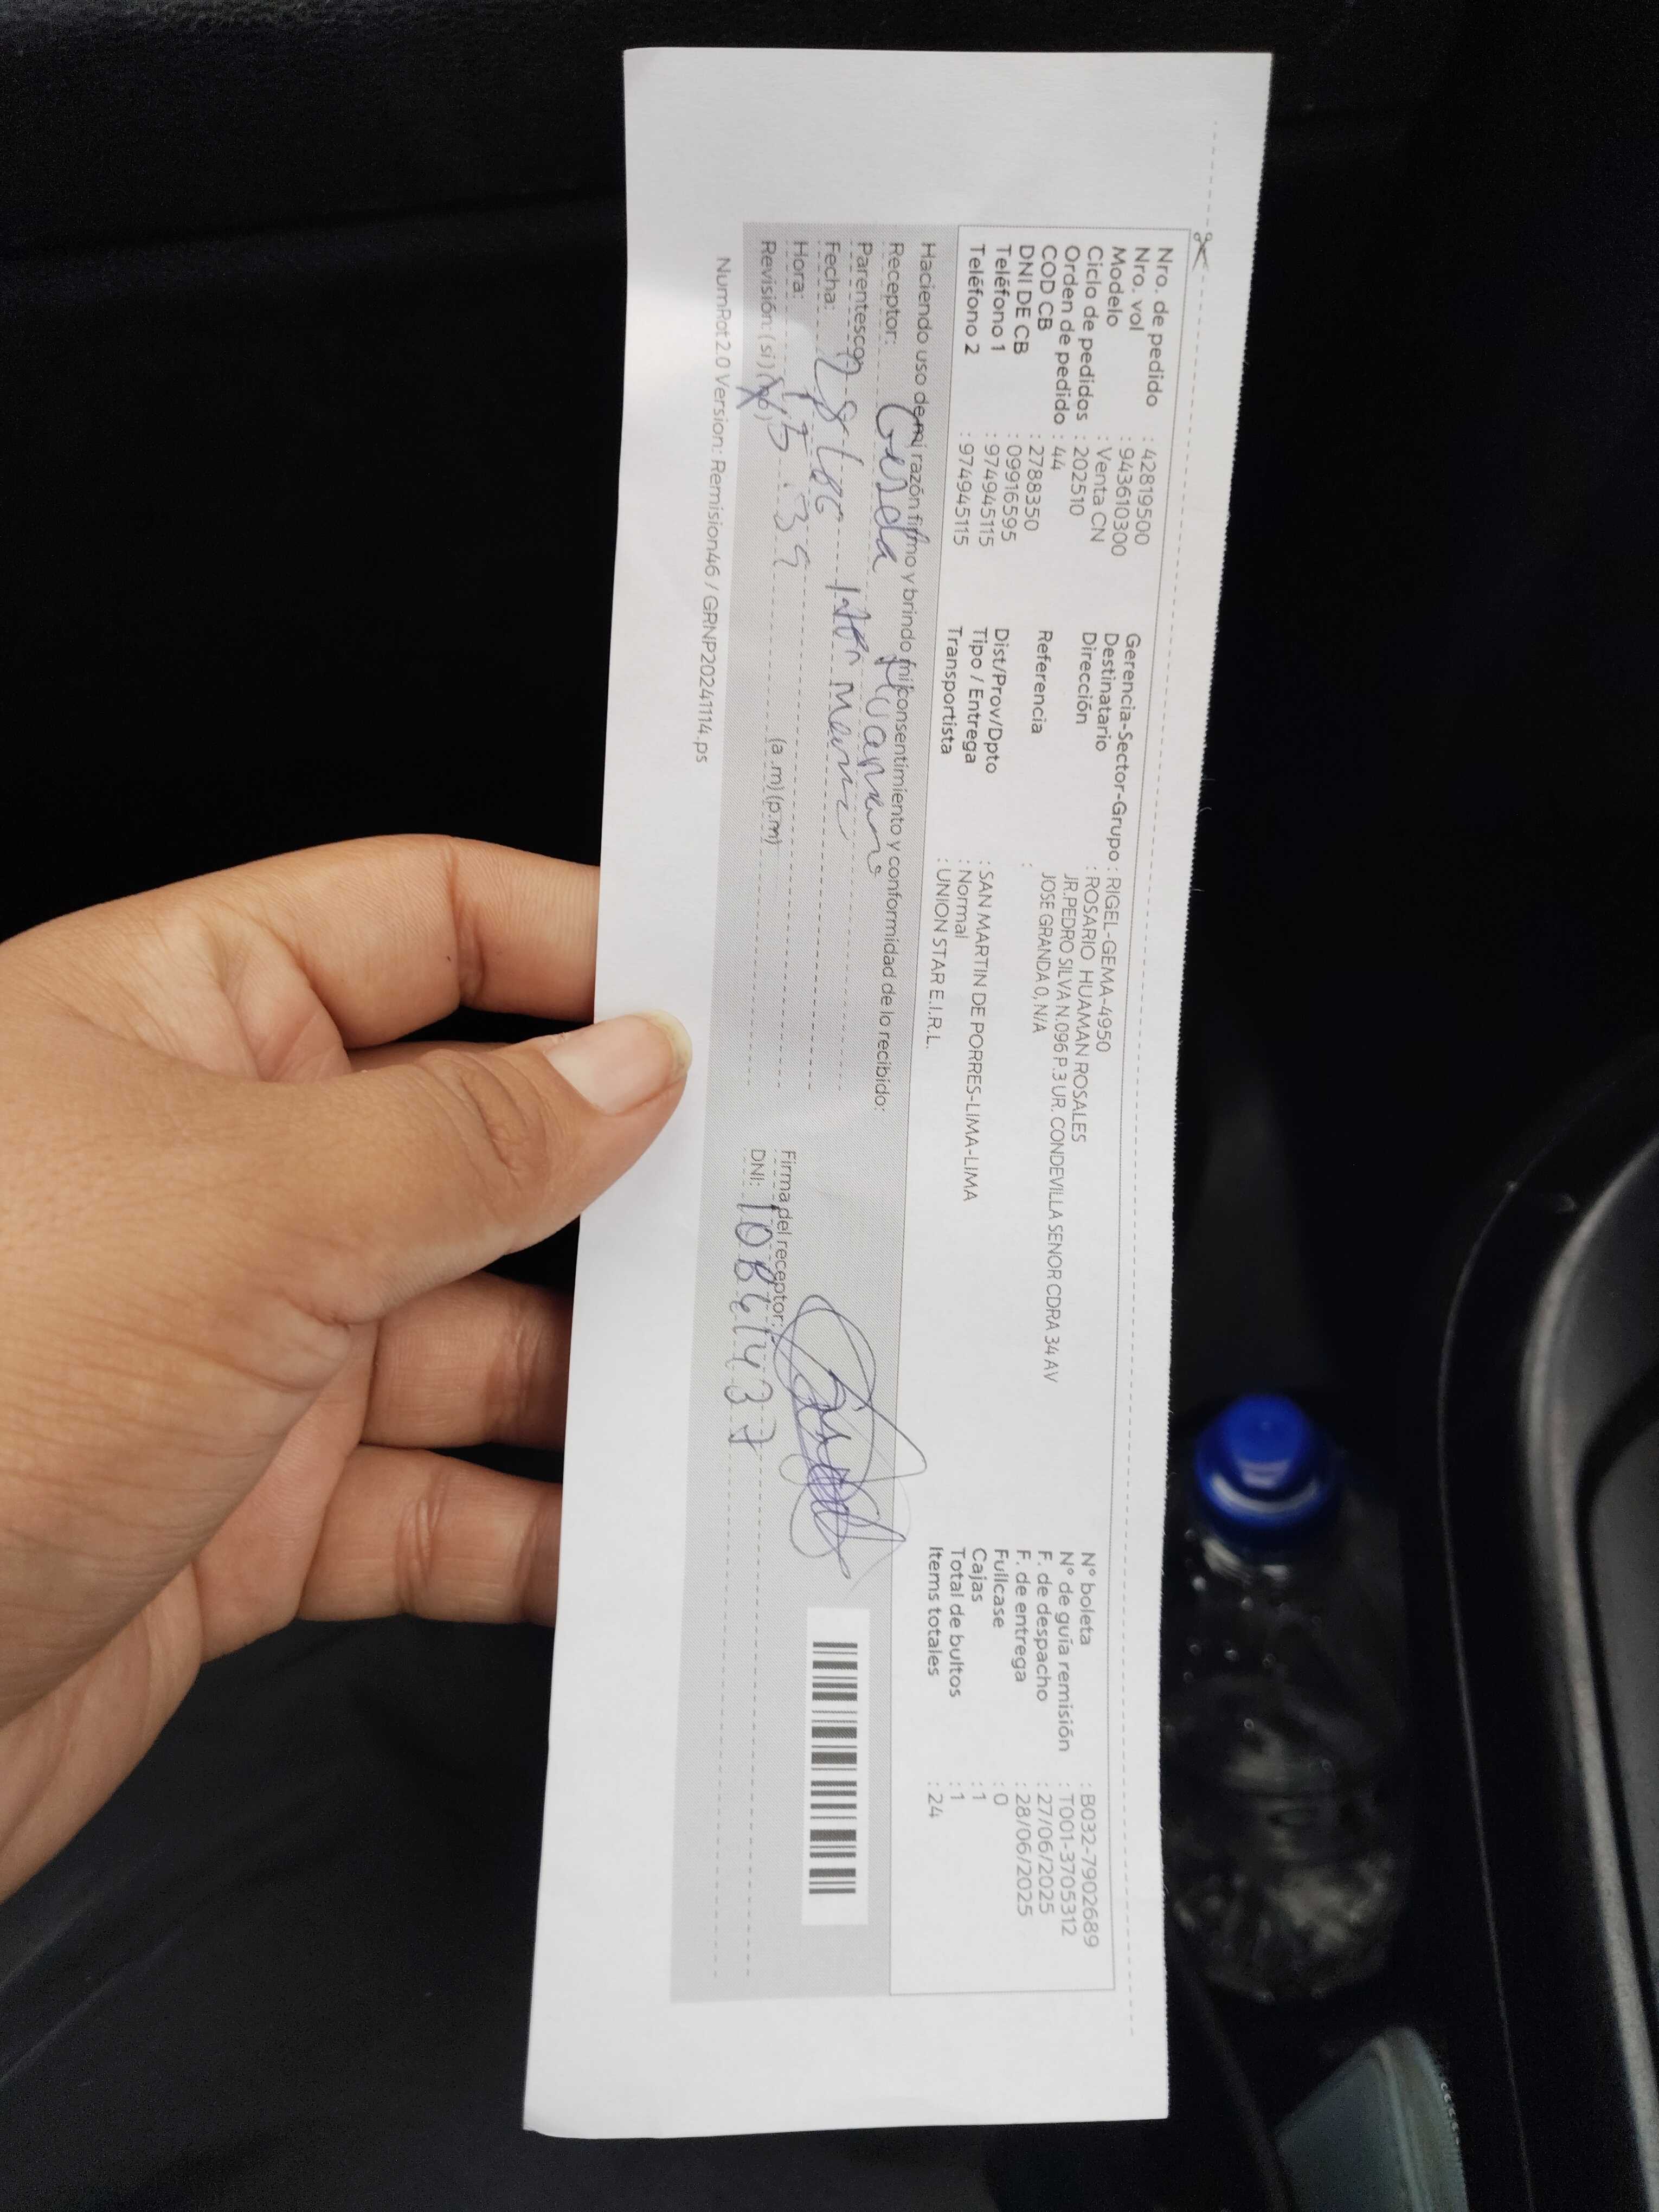 Nro. de pedido : 42819500
Nro. vol : 943610300
Modelo : Venta CN
Ciclo de pedidos : 202510
Orden de pedido : 44
COD CB : 2788350
DNI DE CB : 09916595
Teléfono 1 : 974945115
Teléfono 2 : 974945115
Gerencia-Sector-Grupo : RIGEL-GEMA-4950
Destinatario : ROSARIO HUAMAN ROSALES
Dirección : JR.PEDRO SILVA N.096 P.3 UR. CONDEVILLA SENOR CDRA 34 AV
JOSE GRANDA 0, N/A
Referencia :
Dist/Prov/Dpto : SAN MARTIN DE PORRES-LIMA-LIMA
Tipo / Entrega : Normal
Transportista : UNION STAR E.I.R.L.
N° boleta : B032-7902689
N° de guía remisión : T001-3705312
F. de despacho : 27/06/2025
F. de entrega : 28/06/2025
Fullcase : 0
Cajas : 1
Total de bultos : 1
Items totales : 24
Haciendo uso de mi razón firmo y brindo mi consentimiento y conformidad de lo recibido:
Receptor: Gisela Huaman
Parentesco:
Fecha: 28/06
Hora: (a.m) (p.m)
Revisión: (si) (no)
Firma del receptor:
DNI:
NumRot 2.0 Version: Remision46 / GRNP20241114.ps